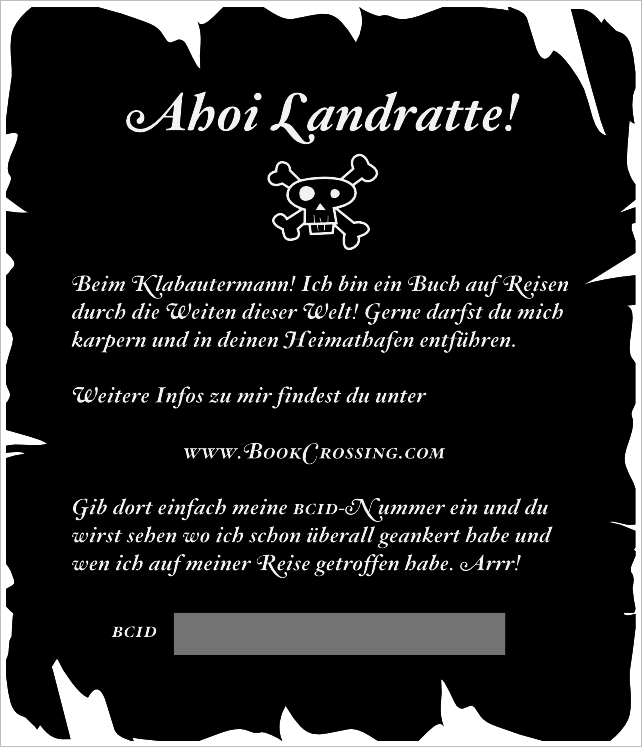 Ahoi Landratte!
Beim Klabautermann! Ich bin ein Buch auf Reisen
durch die Weiten dieser Welt! Gerne darfst du mich
karpern und in deinen Heimathafen entführen.
Weitere Infos zu mir findest du unter
www.BookCrossing.com
Gib dort einfach meine BCID-Nummer ein und du
wirst sehen wo ich schon überall geankert habe und
wen ich auf meiner Reise getroffen habe. Arrr!
BCID